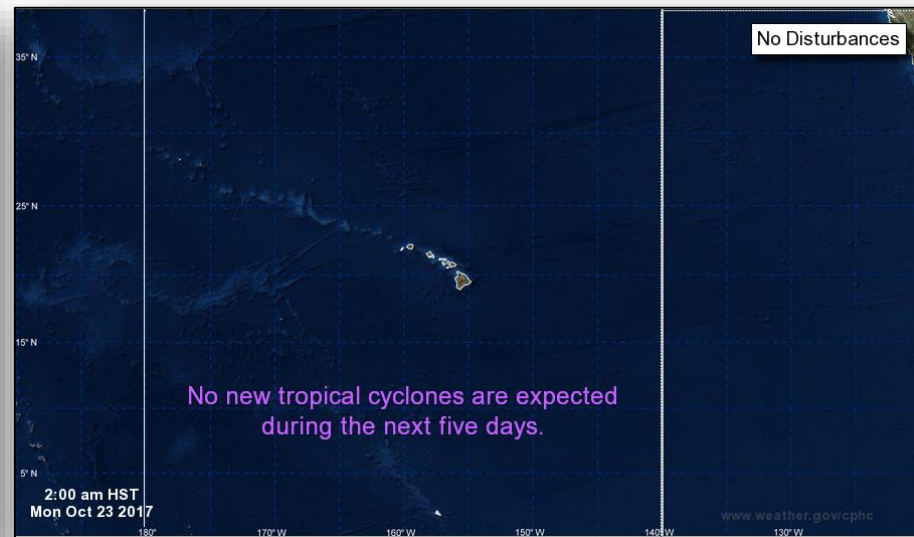 No Disturbances
35° N
25° N
15° N
No new tropical cyclones are expected
during the next five days.
5° N
2:00 am HST
Mon Oct 23 2017
www.weather.gov/cphc
180° 170° W 160° W 150° W 140° W 130° W